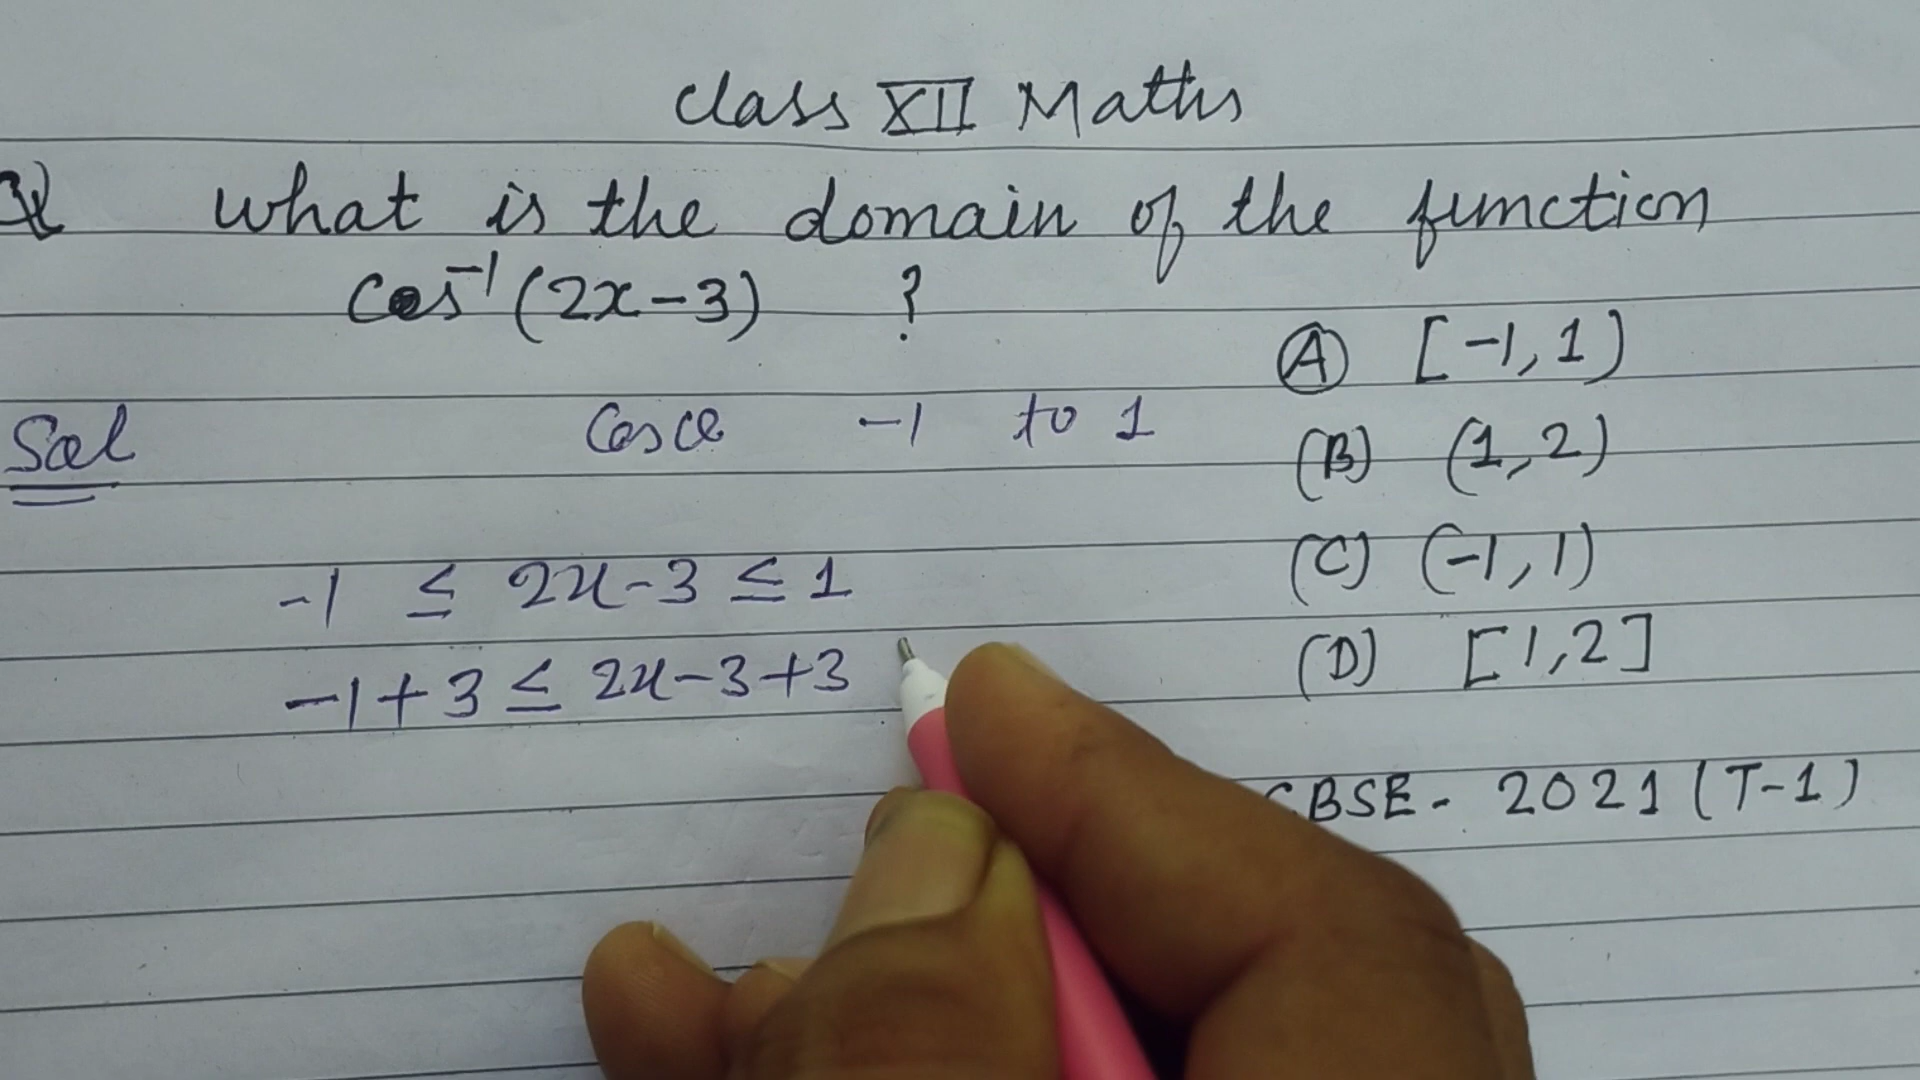 Class XII Maths
Q what is the domain of the function
Cos⁻¹ (2x-3) ?
(A) [-1, 1)
(B) (1, 2)
(C) (-1, 1)
(D) [1, 2]
Sol -1 to 1
-1 ≤ 2x-3 ≤ 1
-1+3 ≤ 2x-3+3
CBSE- 2021 (T-1)